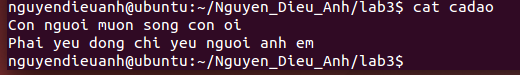 nguyendieuanh@ubuntu:~/Nguyen_Dieu_Anh/lab3$ cat cadao
Con nguoi muon song con oi
Phai yeu dong chi yeu nguoi anh em
nguyendieuanh@ubuntu:~/Nguyen_Dieu_Anh/lab3$